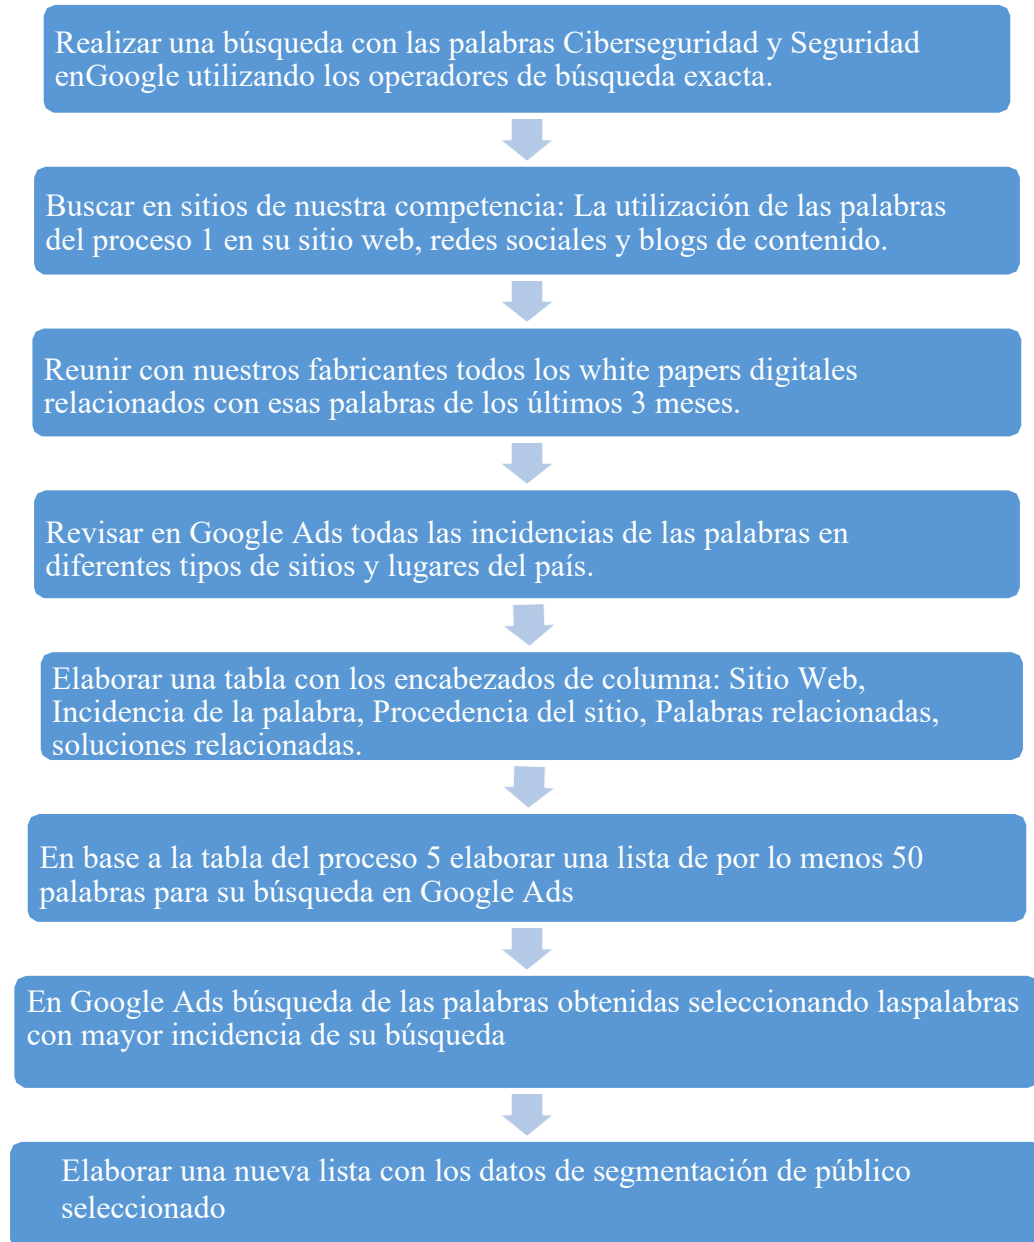 Realizar una búsqueda con las palabras Ciberseguridad y Seguridad
enGoogle utilizando los operadores de búsqueda exacta.
Buscar en sitios de nuestra competencia: La utilización de las palabras
del proceso 1 en su sitio web, redes sociales y blogs de contenido.
Reunir con nuestros fabricantes todos los white papers digitales
relacionados con esas palabras de los últimos 3 meses.
Revisar en Google Ads todas las incidencias de las palabras en
diferentes tipos de sitios y lugares del país.
Elaborar una tabla con los encabezados de columna: Sitio Web,
Incidencia de la palabra, Procedencia del sitio, Palabras relacionadas,
soluciones relacionadas.
En base a la tabla del proceso 5 elaborar una lista de por lo menos 50
palabras para su búsqueda en Google Ads
En Google Ads búsqueda de las palabras obtenidas seleccionando laspalabras
con mayor incidencia de su búsqueda
Elaborar una nueva lista con los datos de segmentación de público
seleccionado